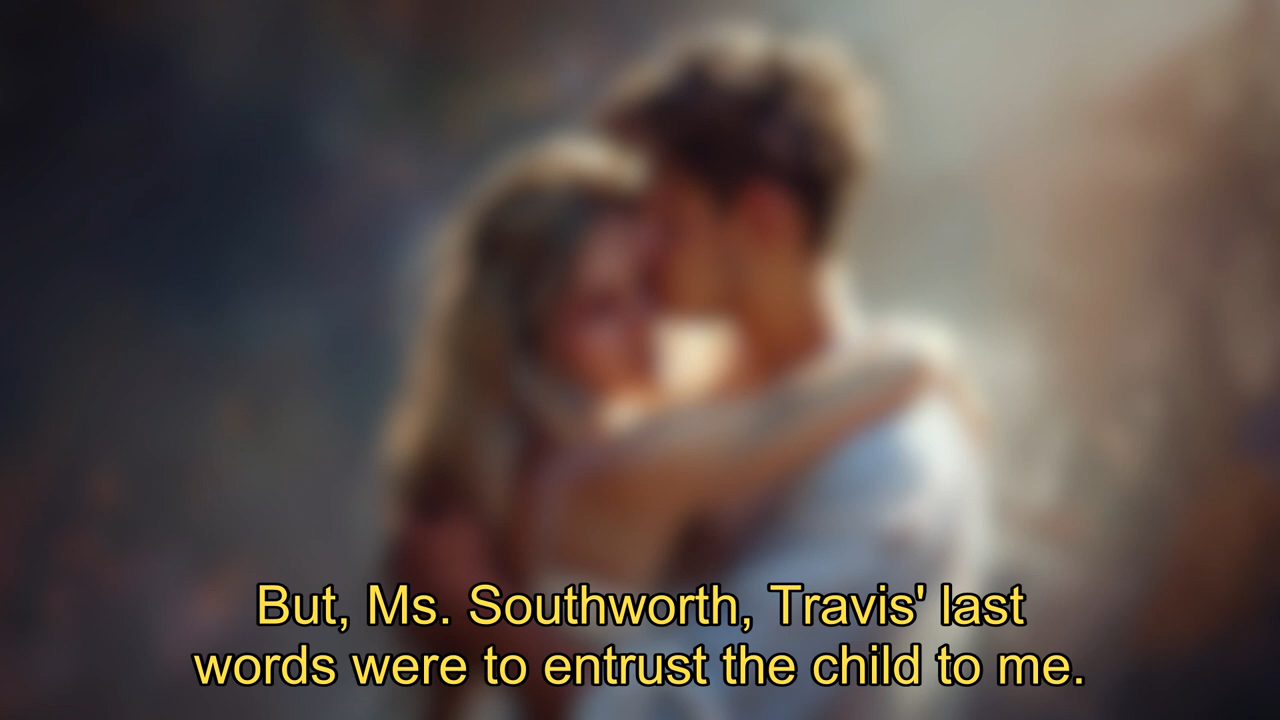 But, Ms. Southworth, Travis' last
words were to entrust the child to me.